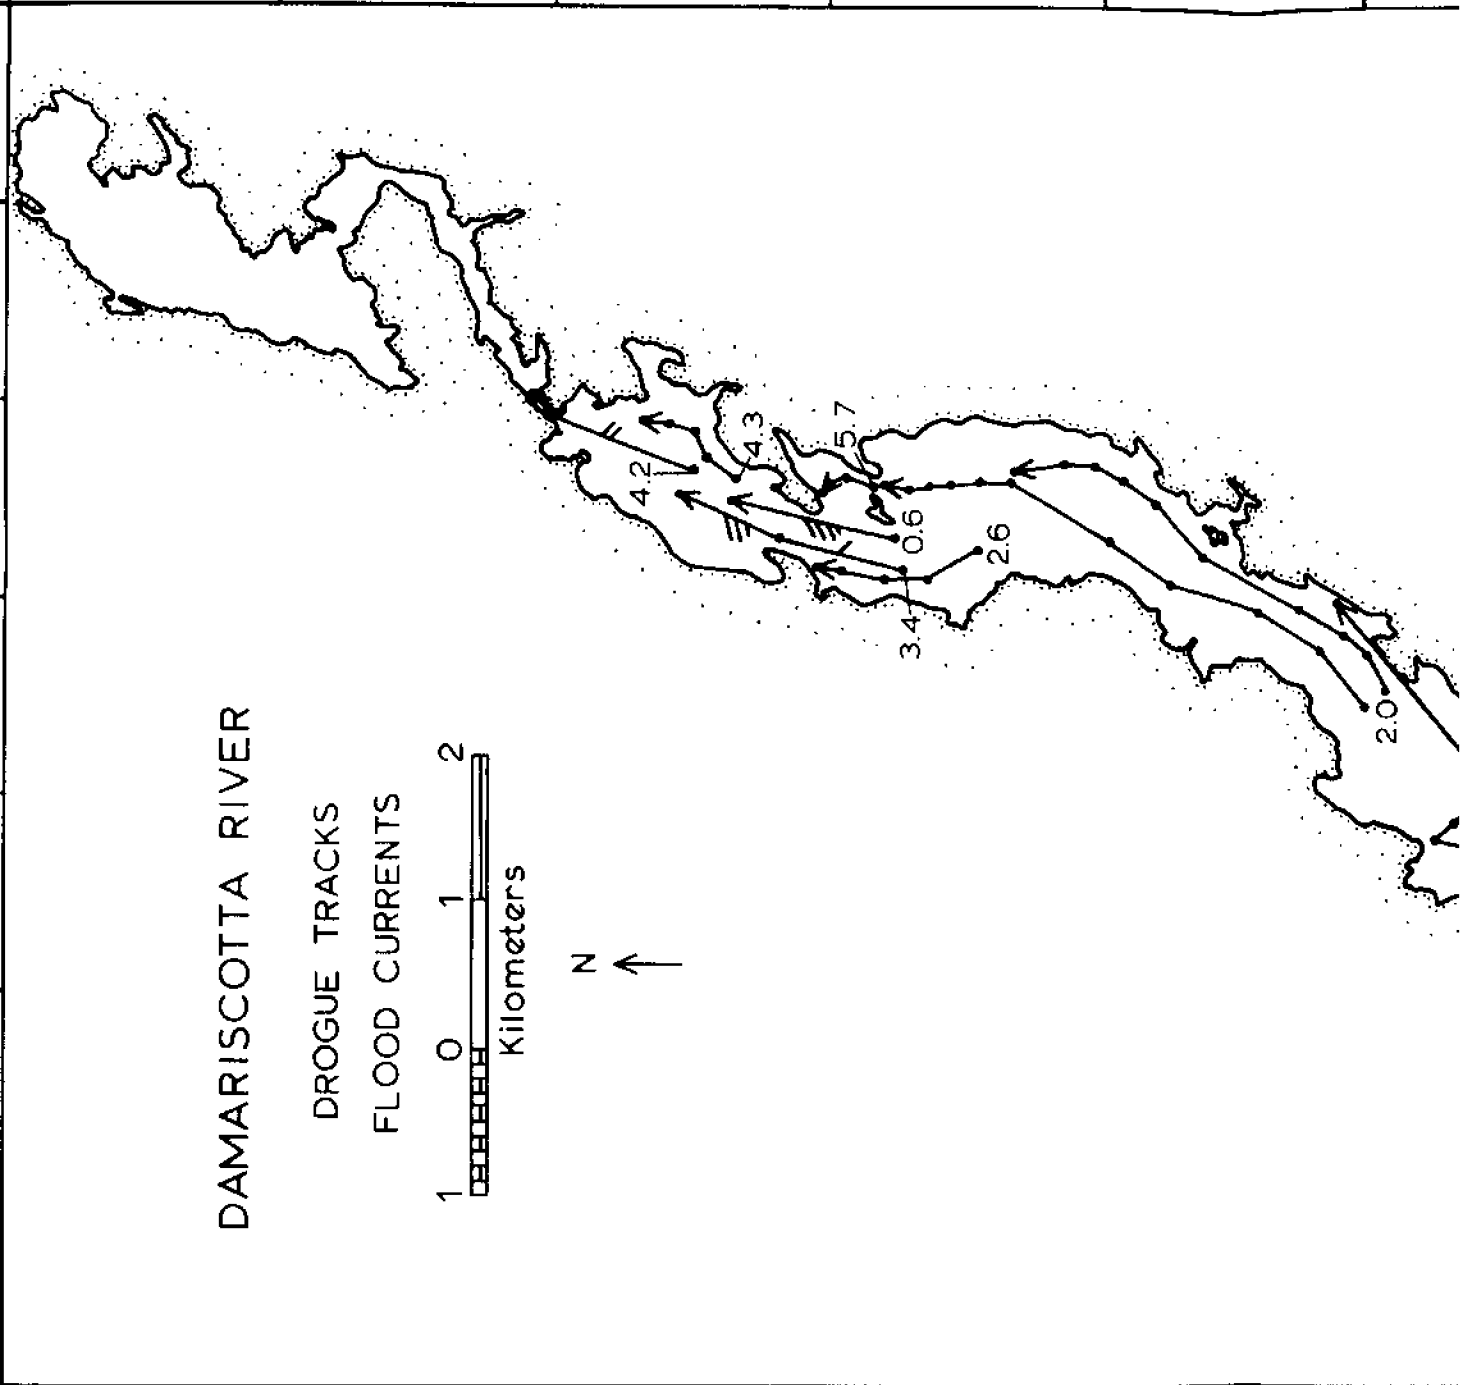 DAMARISCOTTA RIVER
DROGUE TRACKS
FLOOD CURRENTS
1 0 1 2
Kilometers
N
4.2
4.3
5.7
0.6
2.6
3.4
2.0